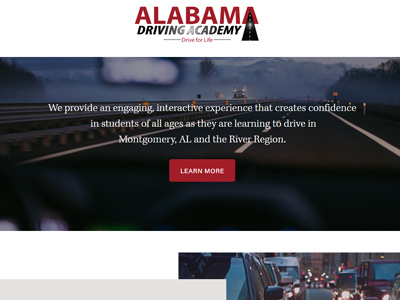 ALABAMA
DRIVING ACADEMY
Drive for Life
We provide an engaging, interactive experience that creates confidence
in students of all ages as they are learning to drive in
Montgomery, AL and the River Region.
LEARN MORE